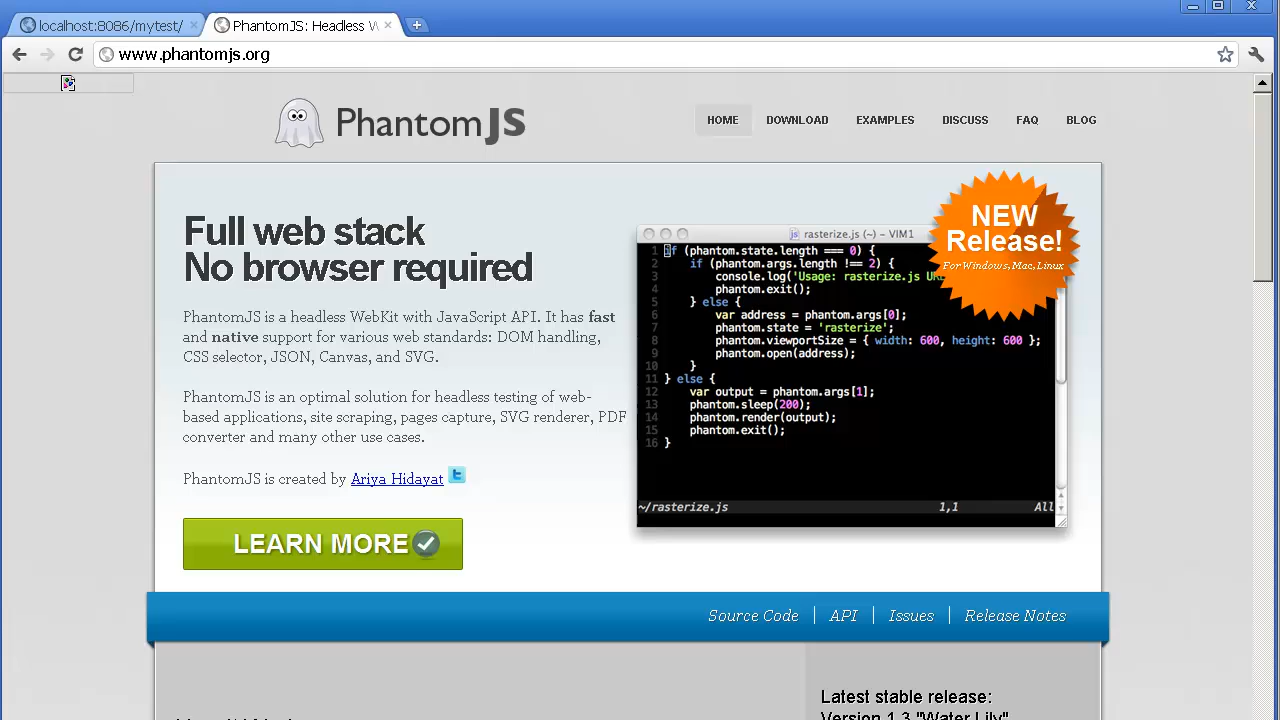 localhost:8086/mytest/
PhantomJS: Headless W
www.phantomjs.org
PhantomJS
HOME
DOWNLOAD
EXAMPLES
DISCUSS
FAQ
BLOG
Full web stack
No browser required
PhantomJS is a headless WebKit with JavaScript API. It has fast
and native support for various web standards: DOM handling,
CSS selector, JSON, Canvas, and SVG.
PhantomJS is an optimal solution for headless testing of web-
based applications, site scraping, pages capture, SVG renderer, PDF
converter and many other use cases.
PhantomJS is created by Ariya Hidayat
LEARN MORE
rasterize.js (~) - VIM1
1 if (phantom.state.length === 0) {
2 if (phantom.args.length !== 2) {
3 console.log('Usage: rasterize.js
4 phantom.exit();
5 } else {
6 var address = phantom.args[0];
7 phantom.state = 'rasterize';
8 phantom.viewportSize = { width: 600, height: 600 };
9 phantom.open(address);
10 }
11 } else {
12 var output = phantom.args[1];
13 phantom.sleep(200);
14 phantom.render(output);
15 phantom.exit();
16 }
~/rasterize.js 1,1 All
NEW
Release!
For Windows, Mac, Linux
Source Code
API
Issues
Release Notes
Latest stable release:
Version 1.3 "Water Lily"